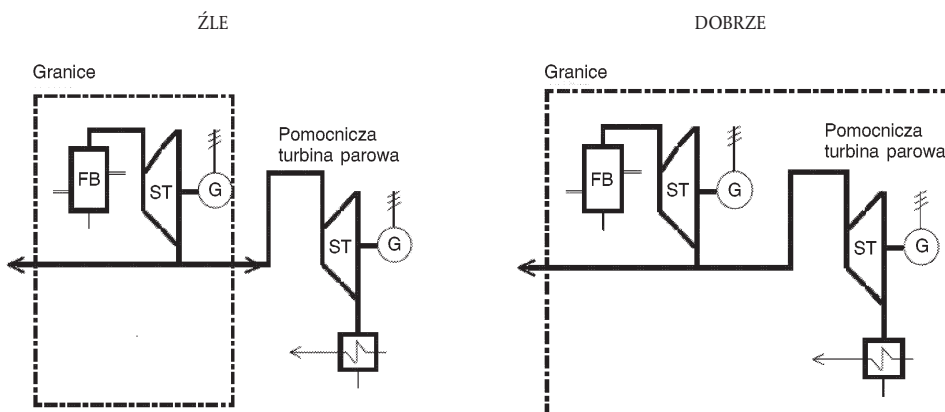 ŹLE
Granice
FB
ST
G
Pomocnicza
turbina parowa
ST
G
DOBRZE
Granice
FB
ST
G
Pomocnicza
turbina parowa
ST
G